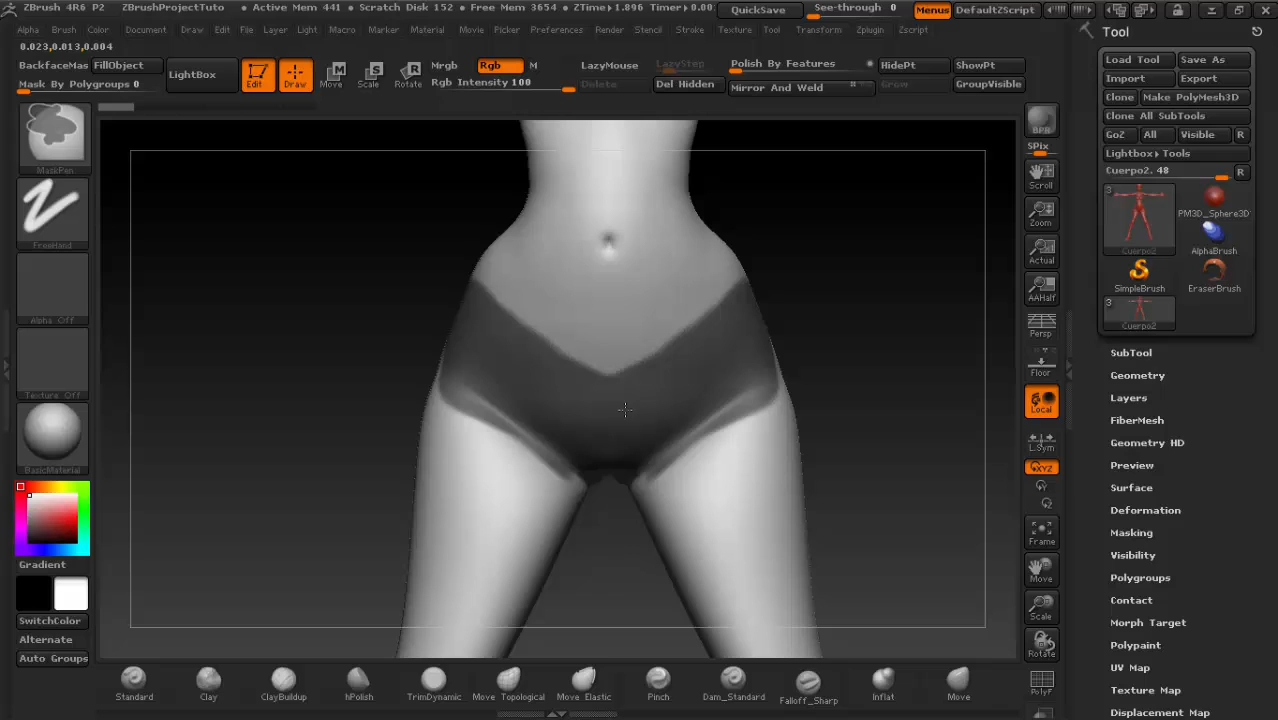 ZBrush 4R6 P2 ZBrushProjectTuto • Active Mem 441 • Scratch Disk 152 • Free Mem 3654 • ZTime▸1.896 Timer▸0.00 QuickSave See-through 0 Menus DefaultZScript
Alpha Brush Color Document Draw Edit File Layer Light Macro Marker Material Movie Picker Preferences Render Stencil Stroke Texture Tool Transform Zplugin Zscript
0.023,0.013,0.004
BackfaceMas FillObject LightBox Edit Draw Move Scale Rotate Mrgb Rgb M LazyMouse LazyStep Polish By Features HidePt ShowPt
Mask By Polygroups 0 Rgb Intensity 100 Delete Del Hidden Mirror And Weld Grow GroupVisible
MaskPen
FreeHand
Alpha Off
Texture Off
BasicMaterial
Gradient
SwitchColor
Alternate
Auto Groups
BPR
SPix
Scroll
Zoom
Actual
AAHalf
Persp
Floor
Local
L.Sym
XYZ
Y
Z
Frame
Move
Scale
Rotate
PolyF
Standard Clay ClayBuildup hPolish TrimDynamic Move Topological Move Elastic Pinch Dam_Standard Falloff_Sharp Inflat Move
Tool
Load Tool Save As
Import Export
Clone Make PolyMesh3D
Clone All SubTools
GoZ All Visible R
Lightbox▸Tools
Cuerpo2. 48 R
3
Cuerpo2
PM3D_Sphere3D
AlphaBrush
SimpleBrush EraserBrush
3
Cuerpo2
SubTool
Geometry
Layers
FiberMesh
Geometry HD
Preview
Surface
Deformation
Masking
Visibility
Polygroups
Contact
Morph Target
Polypaint
UV Map
Texture Map
Displacement Map